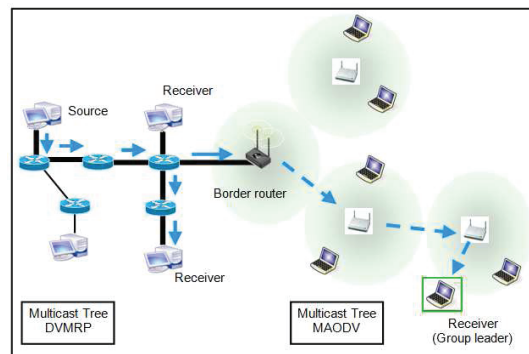 Receiver
Source
Border router
Receiver
Multicast Tree
DVMRP
Multicast Tree
MAODV
Receiver
(Group leader)